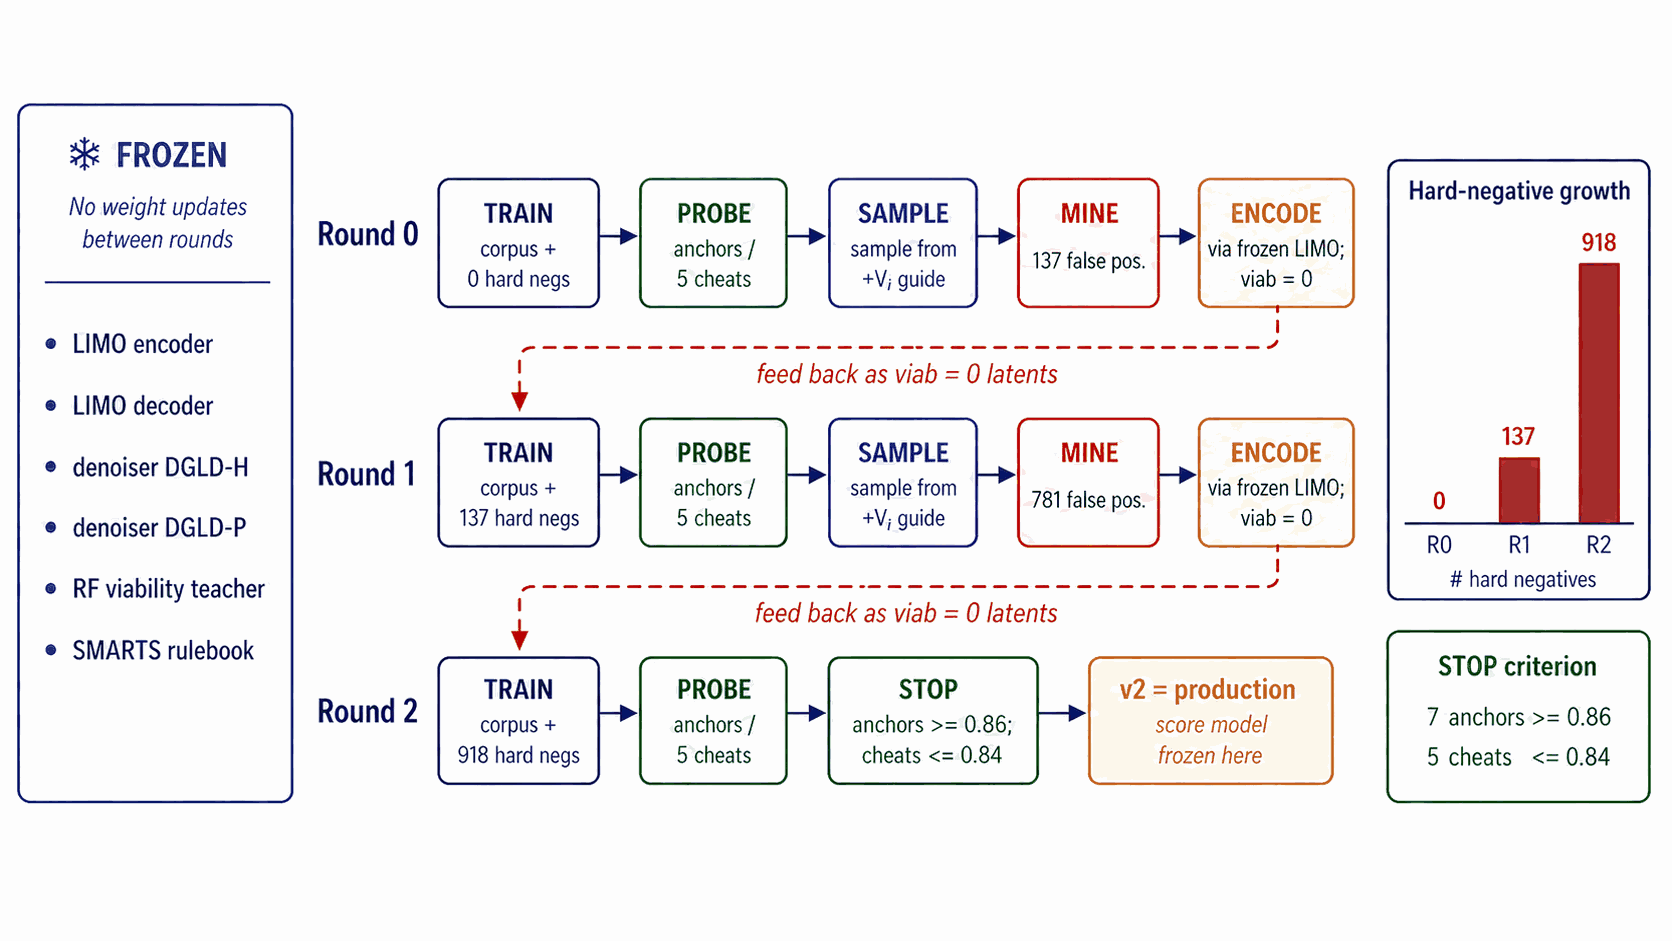 ❄ FROZEN
No weight updates
between rounds
• LIMO encoder
• LIMO decoder
• denoiser DGLD-H
• denoiser DGLD-P
• RF viability teacher
• SMARTS rulebook
Round 0
TRAIN
corpus +
0 hard negs
PROBE
anchors /
5 cheats
SAMPLE
sample from
+Vᵢ guide
MINE
137 false pos.
ENCODE
via frozen LIMO;
viab = 0
feed back as viab = 0 latents
Round 1
TRAIN
corpus +
137 hard negs
PROBE
anchors /
5 cheats
SAMPLE
sample from
+Vᵢ guide
MINE
781 false pos.
ENCODE
via frozen LIMO;
viab = 0
feed back as viab = 0 latents
Round 2
TRAIN
corpus +
918 hard negs
PROBE
anchors /
5 cheats
STOP
anchors >= 0.86;
cheats <= 0.84
v2 = production
score model
frozen here
Hard-negative growth
918
137
0
R0 R1 R2
# hard negatives
STOP criterion
7 anchors >= 0.86
5 cheats <= 0.84